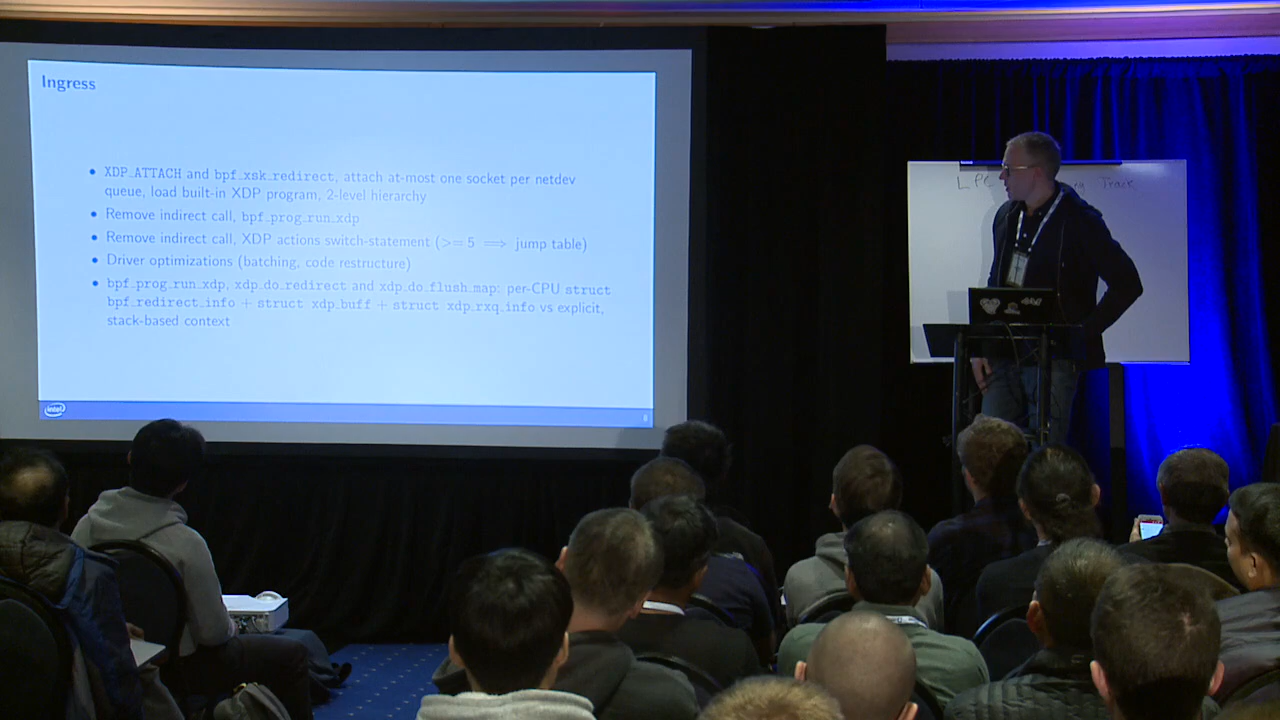 Ingress
• XDP_ATTACH and bpf_xsk_redirect, attach at-most one socket per netdev
queue, load built-in XDP program, 2-level hierarchy
• Remove indirect call, bpf_prog_run_xdp
• Remove indirect call, XDP actions switch-statement (>= 5 ⟹ jump table)
• Driver optimizations (batching, code restructure)
• bpf_prog_run_xdp, xdp_do_redirect and xdp_do_flush_map: per-CPU struct
bpf_redirect_info + struct xdp_buff + struct xdp_rxq_info vs explicit,
stack-based context
intel
8
LPC Track